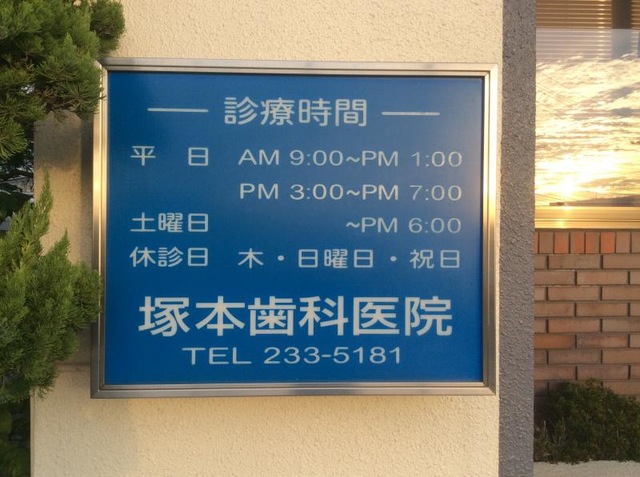 診療時間
平 日 AM 9:00~PM 1:00
PM 3:00~PM 7:00
土曜日 ~PM 6:00
休診日 木・日曜日・祝日
塚本歯科医院
TEL 233-5181